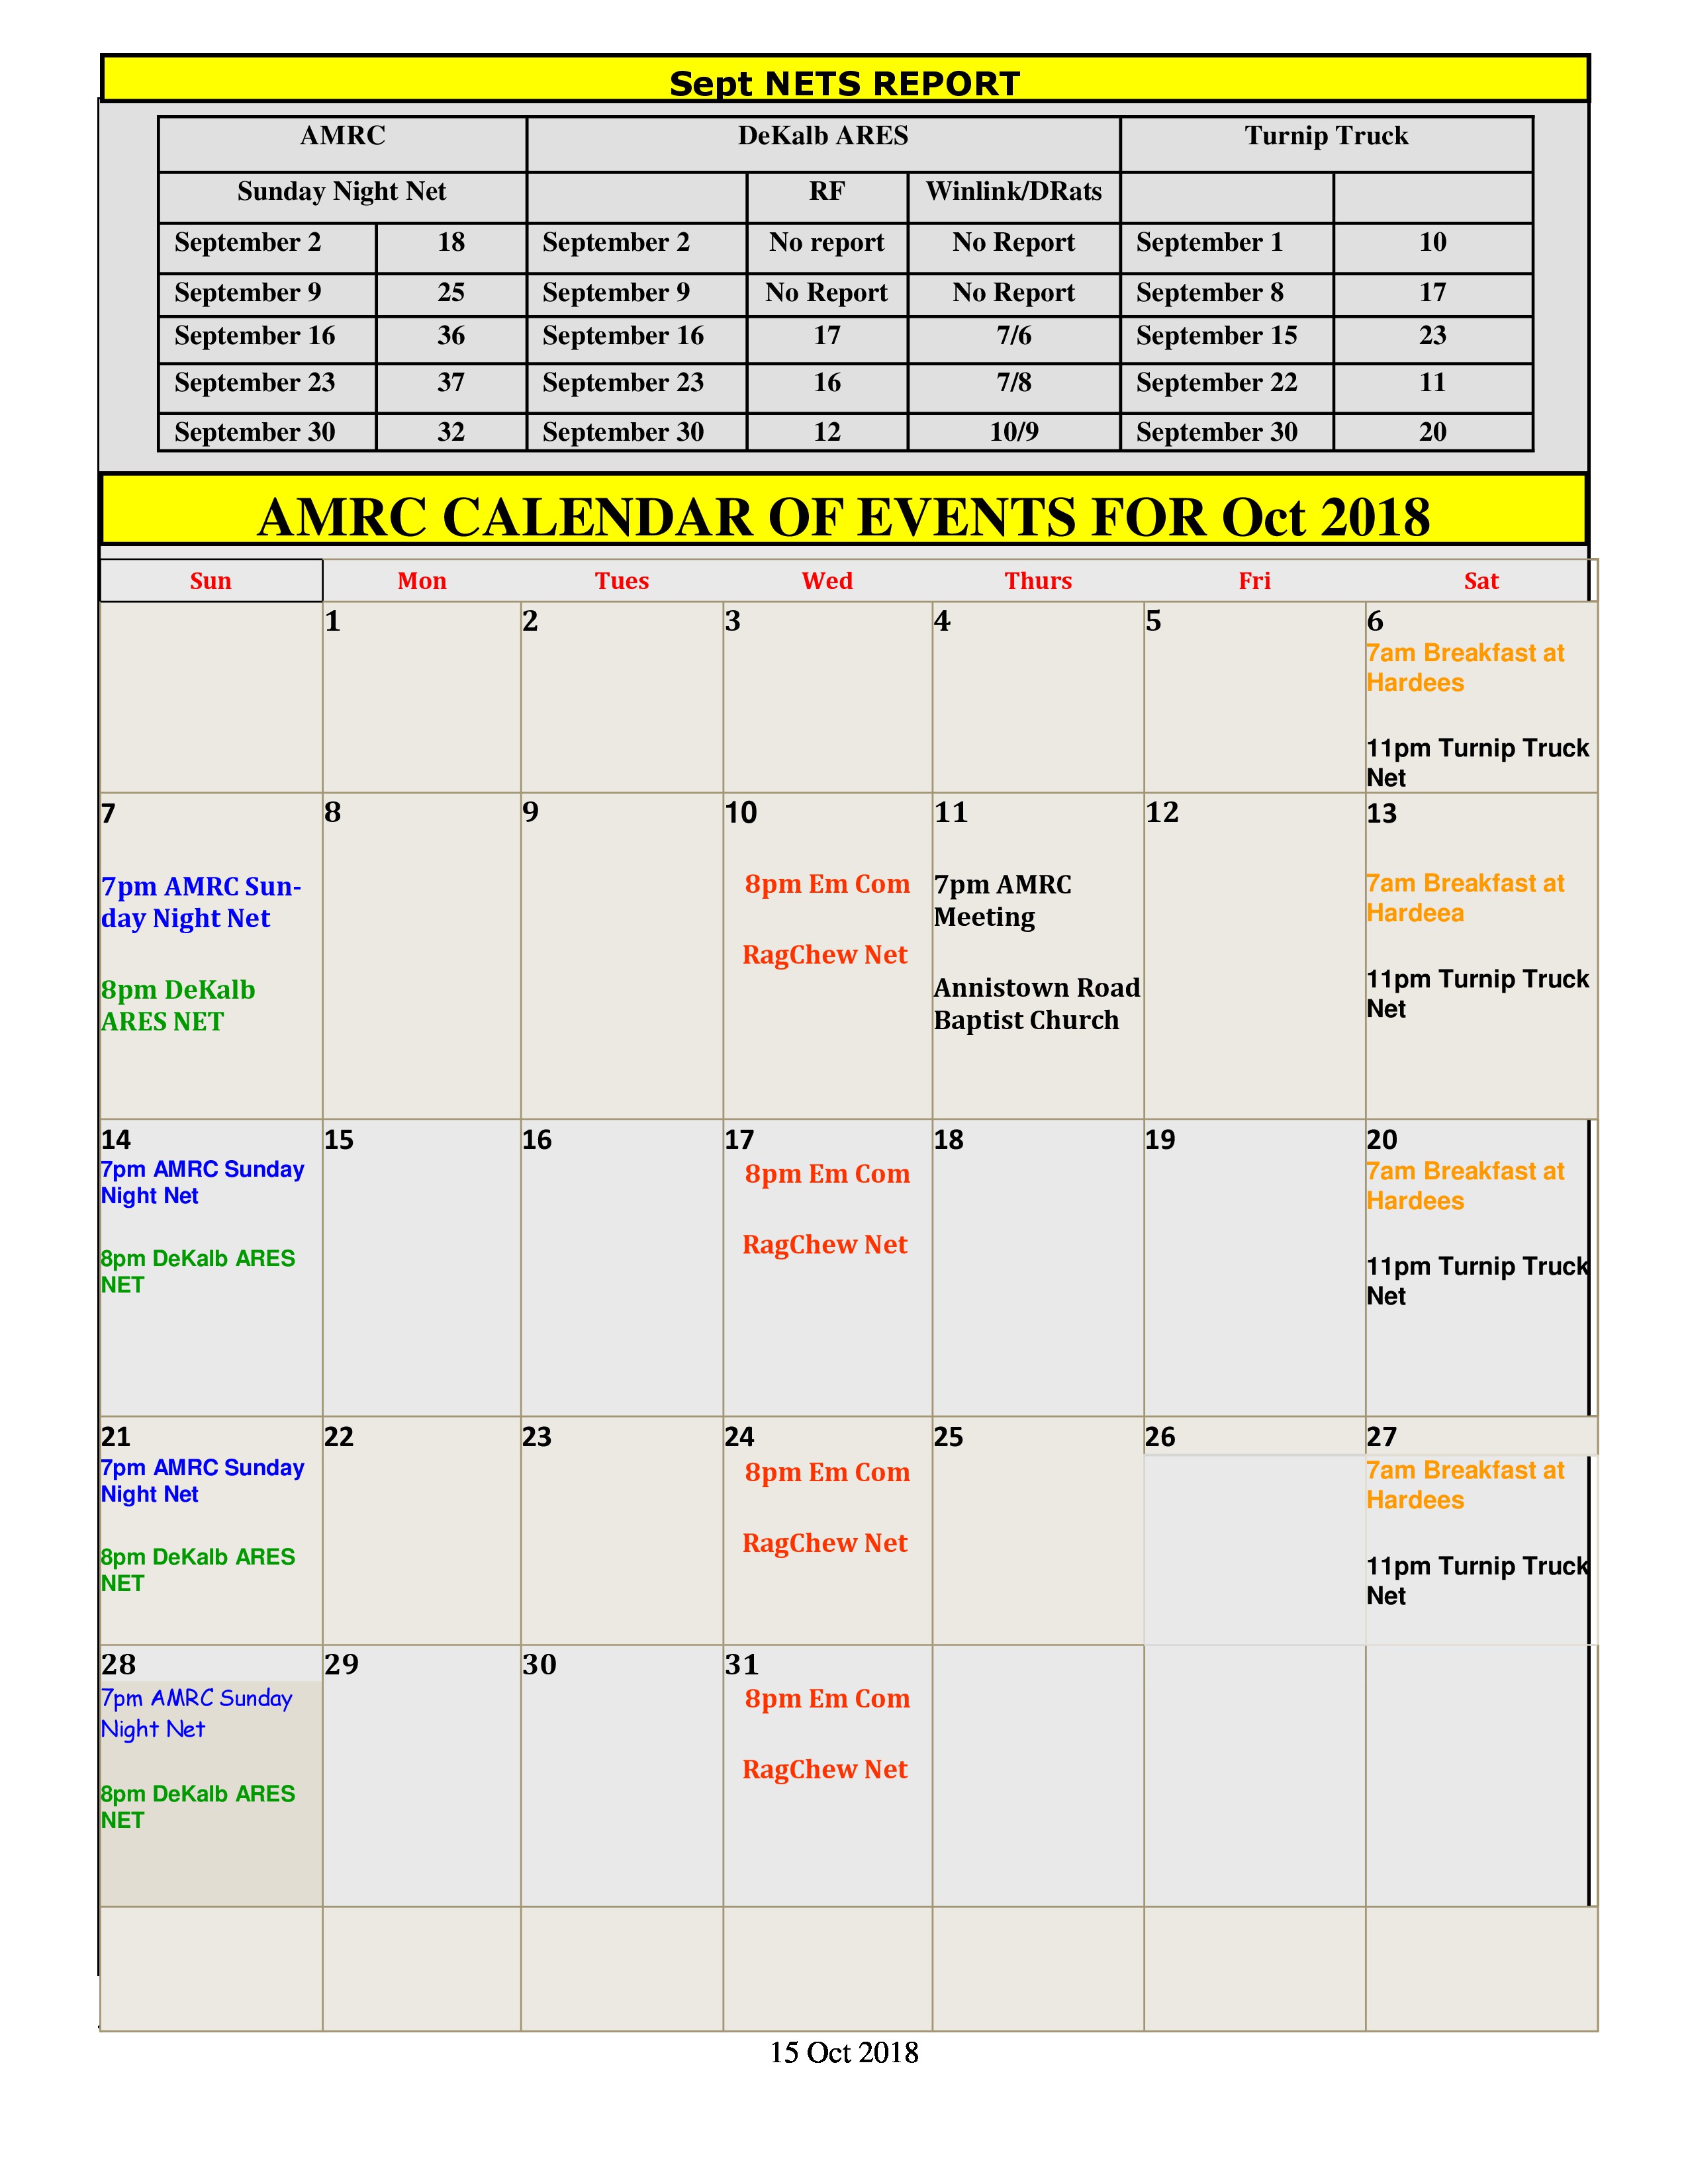 Sept NETS REPORT
AMRC DeKalb ARES Turnip Truck
Sunday Night Net RF Winlink/DRats
September 2 18 September 2 No report No Report September 1 10
September 9 25 September 9 No Report No Report September 8 17
September 16 36 September 16 17 7/6 September 15 23
September 23 37 September 23 16 7/8 September 22 11
September 30 32 September 30 12 10/9 September 30 20
AMRC CALENDAR OF EVENTS FOR Oct 2018
Sun Mon Tues Wed Thurs Fri Sat
1 2 3 4 5 6
7am Breakfast at
Hardees
11pm Turnip Truck
Net
7 8 9 10 11 12 13
7pm AMRC Sun-
day Night Net
8pm DeKalb
ARES NET
8pm Em Com
RagChew Net
7pm AMRC
Meeting
Annistown Road
Baptist Church
7am Breakfast at
Hardeea
11pm Turnip Truck
Net
14 15 16 17 18 19 20
7pm AMRC Sunday
Night Net
8pm DeKalb ARES
NET
8pm Em Com
RagChew Net
7am Breakfast at
Hardees
11pm Turnip Truck
Net
21 22 23 24 25 26 27
7pm AMRC Sunday
Night Net
8pm DeKalb ARES
NET
8pm Em Com
RagChew Net
7am Breakfast at
Hardees
11pm Turnip Truck
Net
28 29 30 31
7pm AMRC Sunday
Night Net
8pm DeKalb ARES
NET
8pm Em Com
RagChew Net
15 Oct 2018